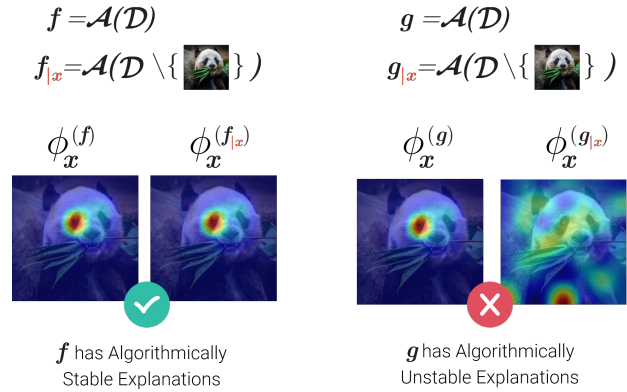 f = A(D)
g = A(D)
f|x = A(D \ { } )
g|x = A(D \ { } )
ϕx(f) ϕx(f|x)
ϕx(g) ϕx(g|x)
f has Algorithmically
Stable Explanations
g has Algorithmically
Unstable Explanations